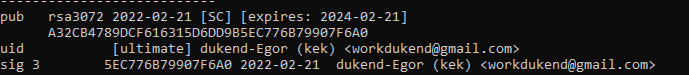 ----------------------------
pub   rsa3072 2022-02-21 [SC] [expires: 2024-02-21]
      A32CB4789DCF616315D6DD9B5EC776B79907F6A0
uid           [ultimate] dukend-Egor (kek) <workdukend@gmail.com>
sig 3        5EC776B79907F6A0 2022-02-21  dukend-Egor (kek) <workdukend@gmail.com>